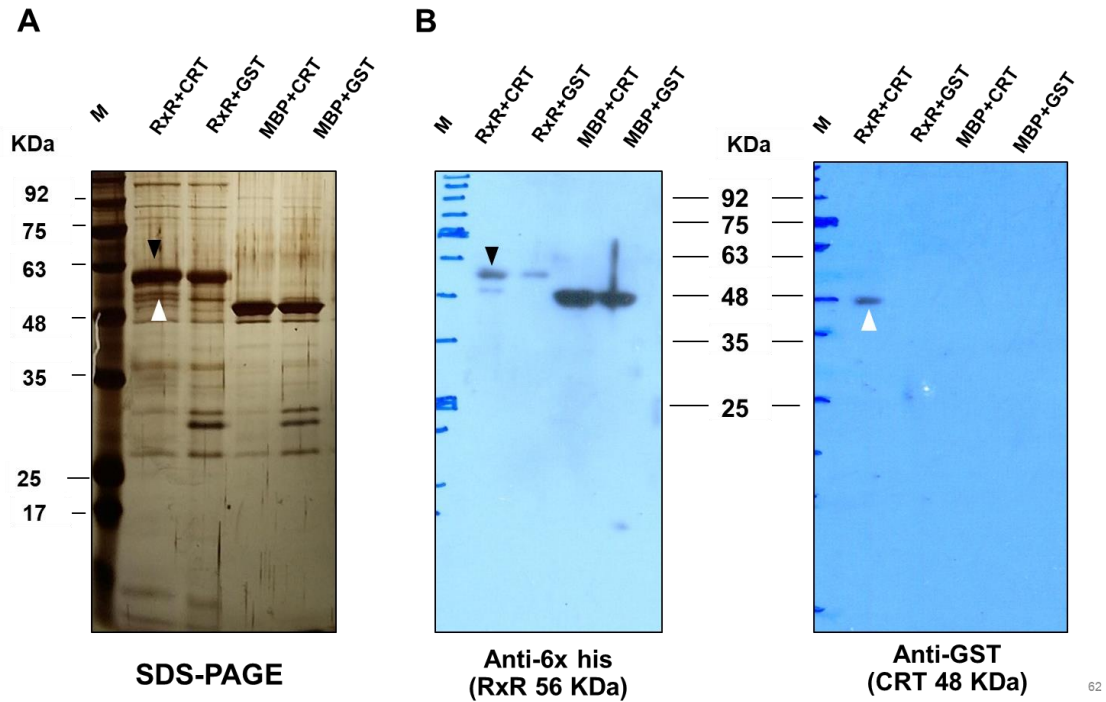 A
B
M
RxR+CRT
RxR+GST
MBP+CRT
MBP+GST
M
RxR+CRT
RxR+GST
MBP+CRT
MBP+GST
M
RxR+CRT
RxR+GST
MBP+CRT
MBP+GST
KDa
92
75
63
48
35
25
17
KDa
92
75
63
48
35
25
SDS-PAGE
Anti-6x his
(RxR 56 KDa)
Anti-GST
(CRT 48 KDa)
62